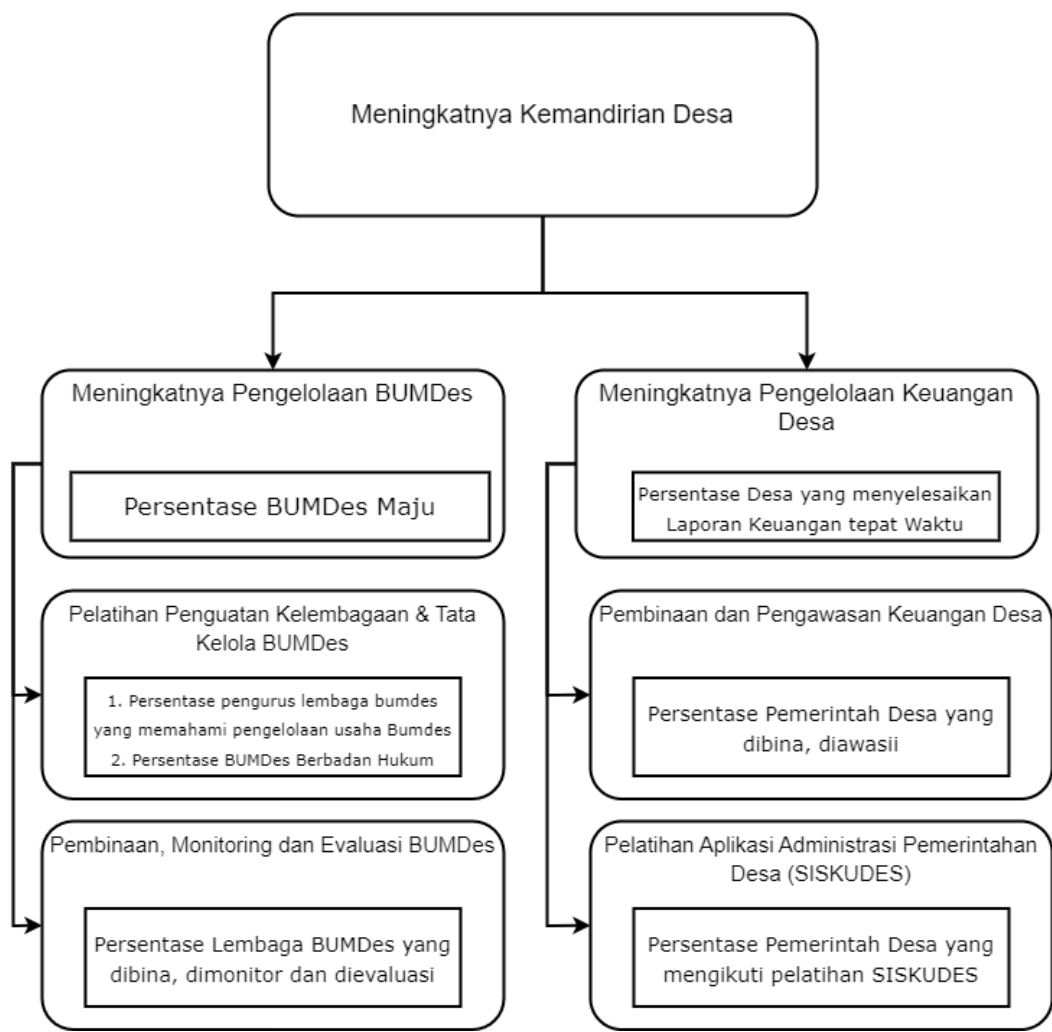 Meningkatnya Kemandirian Desa
Meningkatnya Pengelolaan BUMDes
Persentase BUMDes Maju
Pelatihan Penguatan Kelembagaan & Tata
Kelola BUMDes
1. Persentase pengurus lembaga bumdes
yang memahami pengelolaan usaha Bumdes
2. Persentase BUMDes Berbadan Hukum
Pembinaan, Monitoring dan Evaluasi BUMDes
Persentase Lembaga BUMDes yang
dibina, dimonitor dan dievaluasi
Meningkatnya Pengelolaan Keuangan
Desa
Persentase Desa yang menyelesaikan
Laporan Keuangan tepat Waktu
Pembinaan dan Pengawasan Keuangan Desa
Persentase Pemerintah Desa yang
dibina, diawasii
Pelatihan Aplikasi Administrasi Pemerintahan
Desa (SISKUDES)
Persentase Pemerintah Desa yang
mengikuti pelatihan SISKUDES